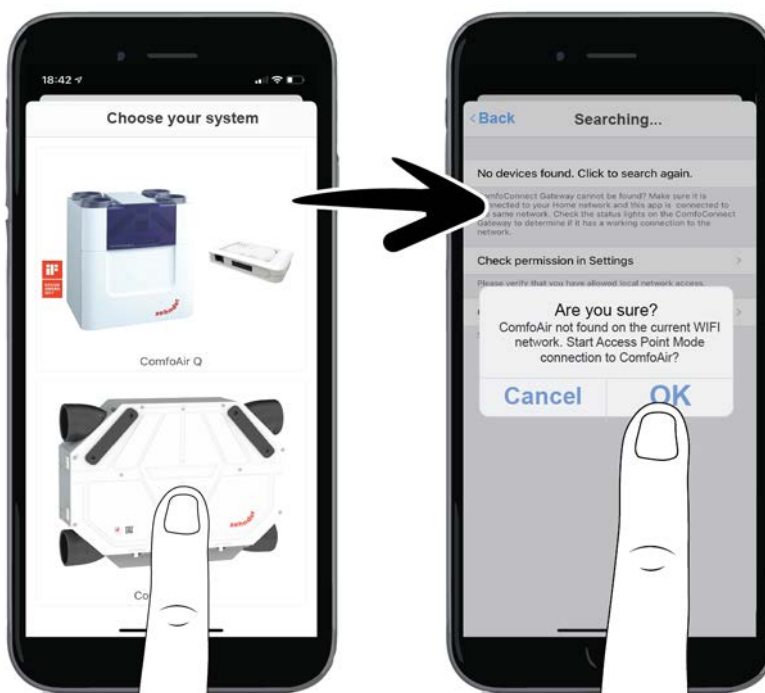 18:42
Choose your system
zehnder
ComfoAir Q
zehnder
Co
< Back
Searching...
No devices found. Click to search again.
ComfoConnect Gateway cannot be found? Make sure it is
connected to your Home network and this app is connected to
the same network. Check the status lights on the ComfoConnect
Gateway to determine if it has a working connection to the
network.
Check permission in Settings
Please verify that you have allowed local network access.
Are you sure?
ComfoAir not found on the current WIFI
network. Start Access Point Mode
connection to ComfoAir?
Cancel
OK